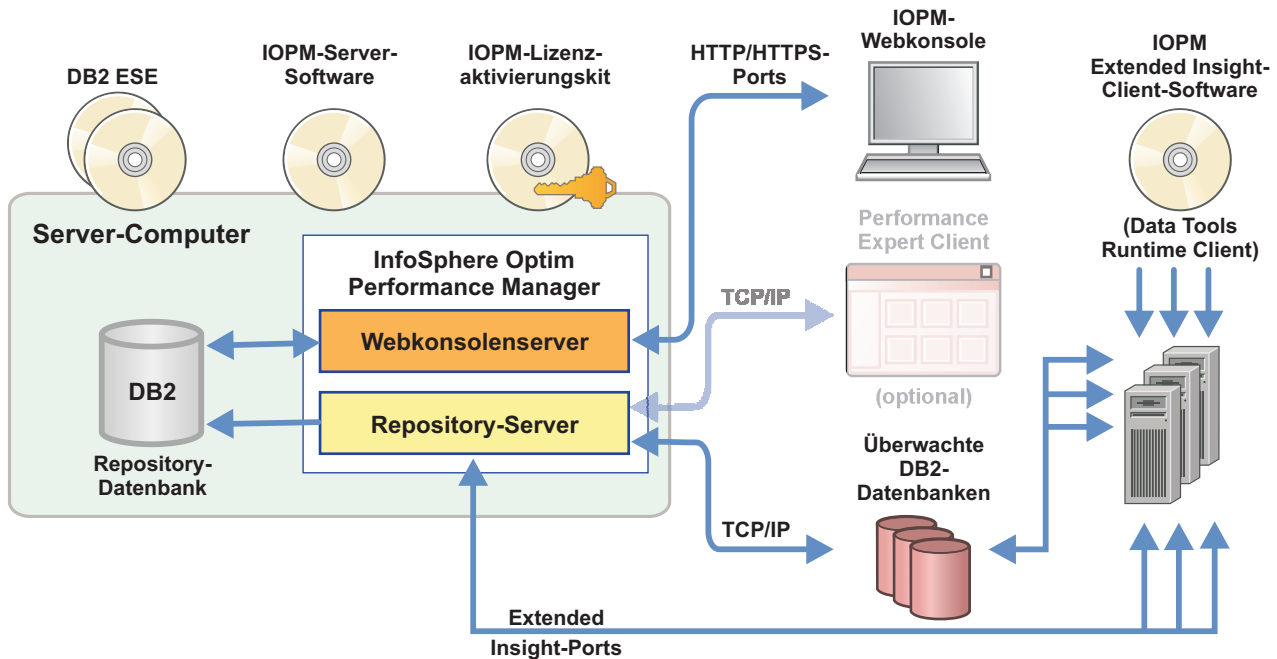 DB2 ESE
IOPM-Server-
Software
IOPM-Lizenz-
aktivierungskit
HTTP/HTTPS-
Ports
IOPM-
Webkonsole
IOPM
Extended Insight-
Client-Software
(Data Tools
Runtime Client)
Server-Computer
InfoSphere Optim
Performance Manager
Webkonsolenserver
Repository-Server
DB2
Repository-
Datenbank
TCP/IP
Performance
Expert Client
(optional)
TCP/IP
Überwachte
DB2-
Datenbanken
Extended
Insight-Ports